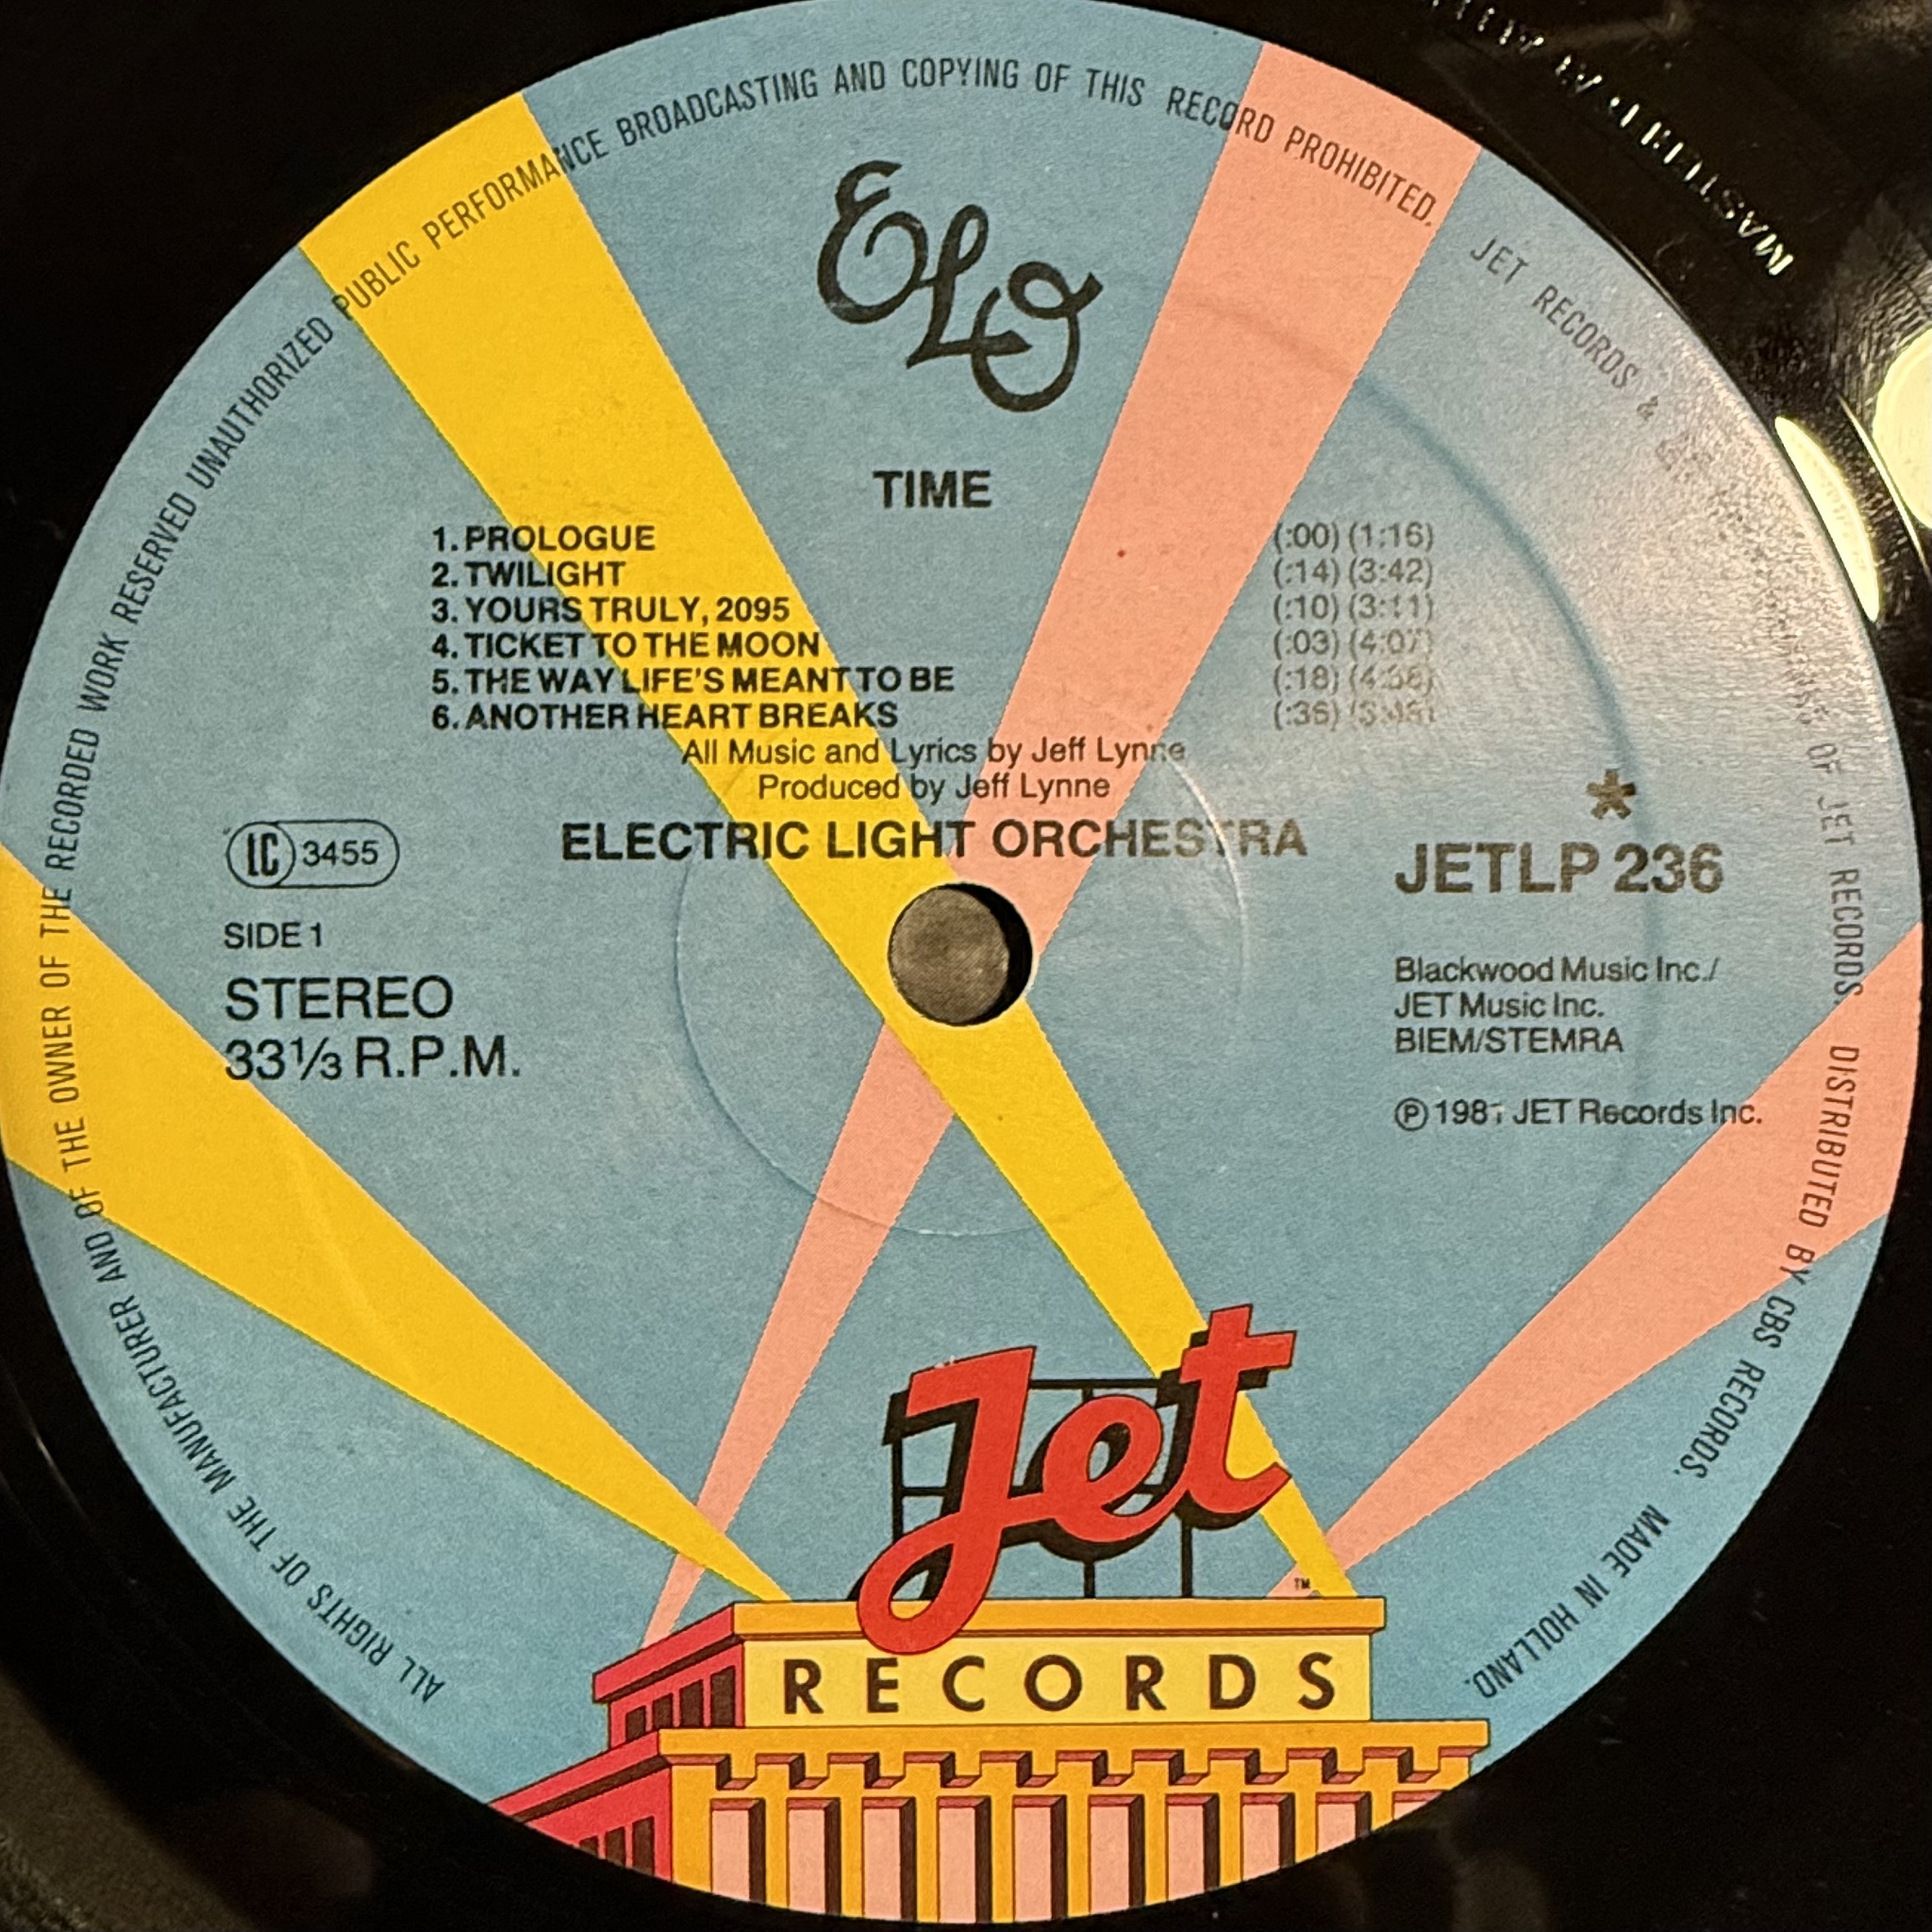 ALL RIGHTS OF THE MANUFACTURER AND OF THE OWNER OF THE RECORDED WORK RESERVED UNAUTHORIZED PUBLIC PERFORMANCE BROADCASTING AND COPYING OF THIS RECORD PROHIBITED. JET RECORDS & OF JET RECORDS. DISTRIBUTED BY CBS RECORDS. MADE IN HOLLAND.
ELO
TIME
1. PROLOGUE (:00) (1:16)
2. TWILIGHT (:14) (3:42)
3. YOURS TRULY, 2095 (:10) (3:11)
4. TICKET TO THE MOON (:03) (4:07)
5. THE WAY LIFE'S MEANT TO BE (:18)
6. ANOTHER HEART BREAKS (:36)
All Music and Lyrics by Jeff Lynne
Produced by Jeff Lynne
ELECTRIC LIGHT ORCHESTRA
LC 3455
SIDE 1
STEREO
33⅓ R.P.M.
*
JETLP 236
Blackwood Music Inc./
JET Music Inc.
BIEM/STEMRA
Ⓟ 1981 JET Records Inc.
Jet
TM
RECORDS